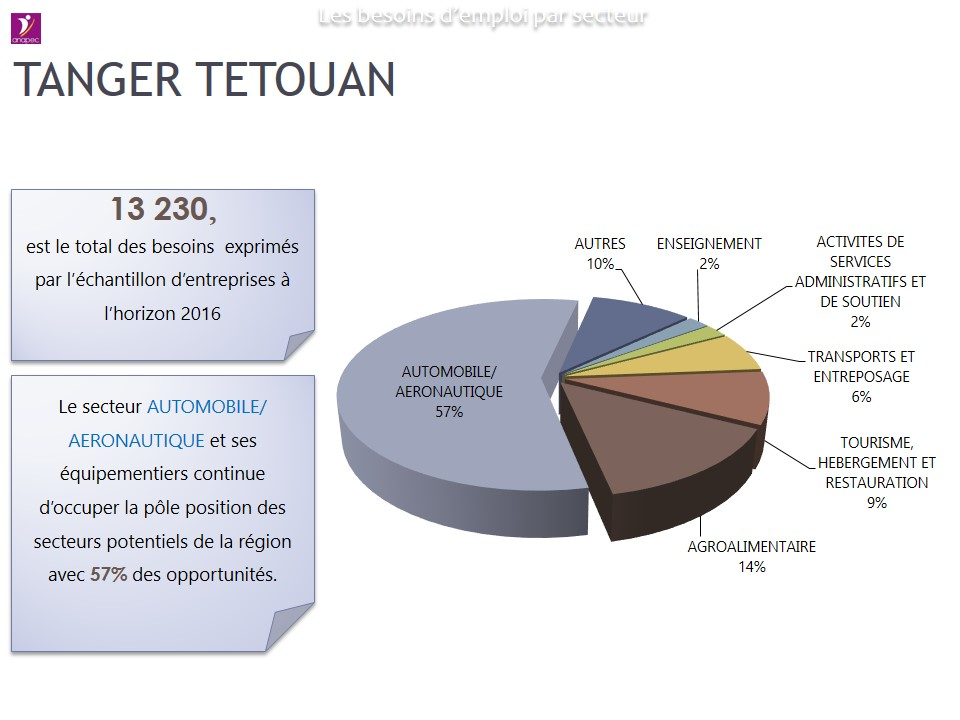 Les besoins d’emploi par secteur
anapec
TANGER TETOUAN
13 230,
est le total des besoins exprimés
par l’échantillon d’entreprises à
l’horizon 2016
Le secteur AUTOMOBILE/
AERONAUTIQUE et ses
équipementiers continue
d’occuper la pôle position des
secteurs potentiels de la région
avec 57% des opportunités.
AUTRES
10%
ENSEIGNEMENT
2%
ACTIVITES DE
SERVICES
ADMINISTRATIFS ET
DE SOUTIEN
2%
TRANSPORTS ET
ENTREPOSAGE
6%
TOURISME,
HEBERGEMENT ET
RESTAURATION
9%
AGROALIMENTAIRE
14%
AUTOMOBILE/
AERONAUTIQUE
57%